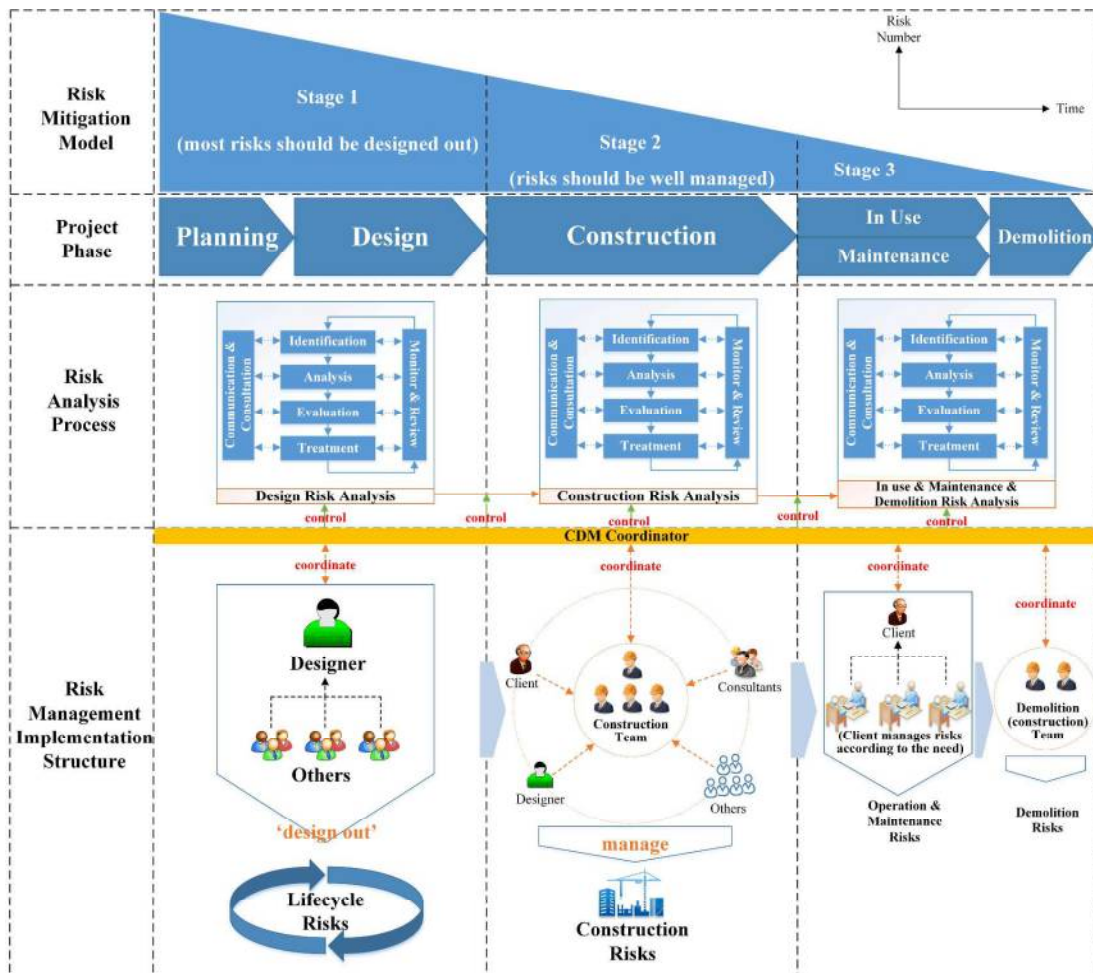 Risk
Mitigation
Model
Stage 1
(most risks should be designed out)
Stage 2
(risks should be well managed)
Stage 3
Risk
Number
Time
Project
Phase
Planning
Design
Construction
In Use
Maintenance
Demolition
Risk
Analysis
Process
Communication &
Consultation
Identification
Analysis
Evaluation
Treatment
Monitor & Review
Design Risk Analysis
Communication &
Consultation
Identification
Analysis
Evaluation
Treatment
Monitor & Review
Construction Risk Analysis
Communication &
Consultation
Identification
Analysis
Evaluation
Treatment
Monitor & Review
In use & Maintenance &
Demolition Risk Analysis
control
control
control
control
control
CDM Coordinator
Risk
Management
Implementation
Structure
coordinate
Designer
Others
'design out'
Lifecycle
Risks
coordinate
Client
Consultants
Construction
Team
Designer
Others
manage
Construction
Risks
coordinate
Client
(Client manages risks
according to the need)
Operation &
Maintenance
Risks
coordinate
Demolition
(construction)
Team
Demolition
Risks